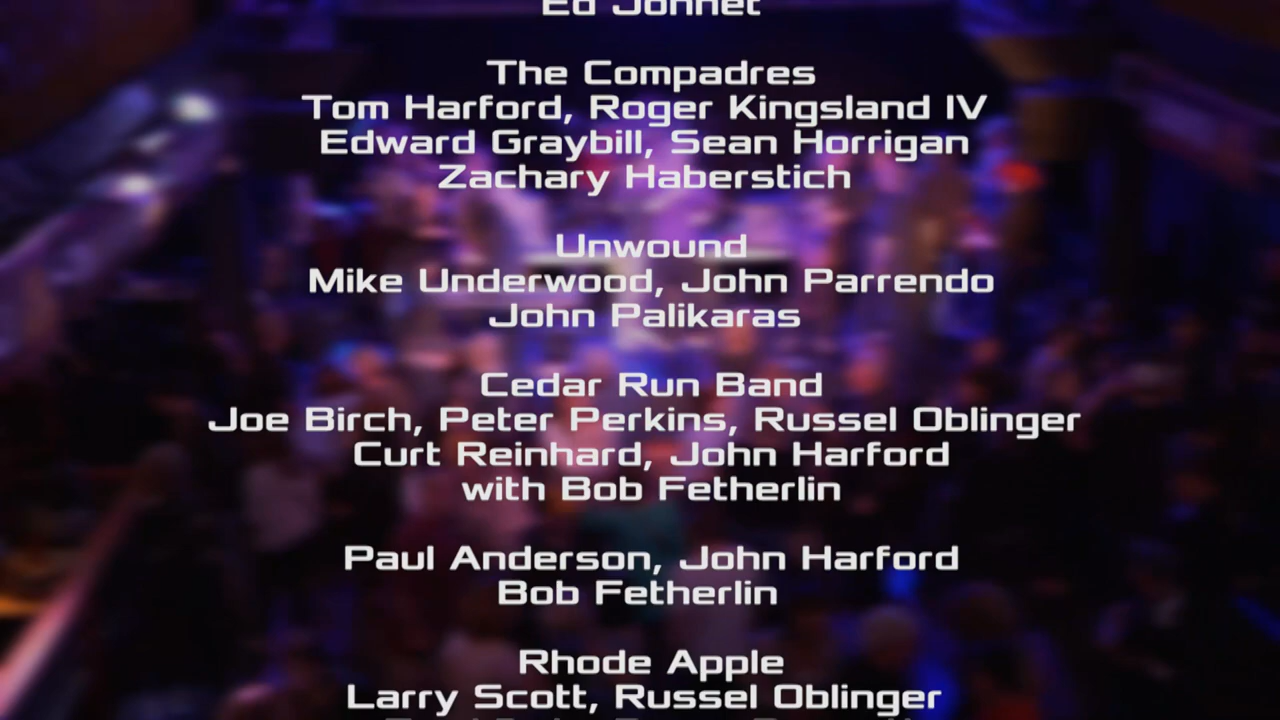 Ed Jonnet
The Compadres
Tom Harford, Roger Kingsland IV
Edward Graybill, Sean Horrigan
Zachary Haberstich
Unwound
Mike Underwood, John Parrendo
John Palikaras
Cedar Run Band
Joe Birch, Peter Perkins, Russel Oblinger
Curt Reinhard, John Harford
with Bob Fetherlin
Paul Anderson, John Harford
Bob Fetherlin
Rhode Apple
Larry Scott, Russel Oblinger